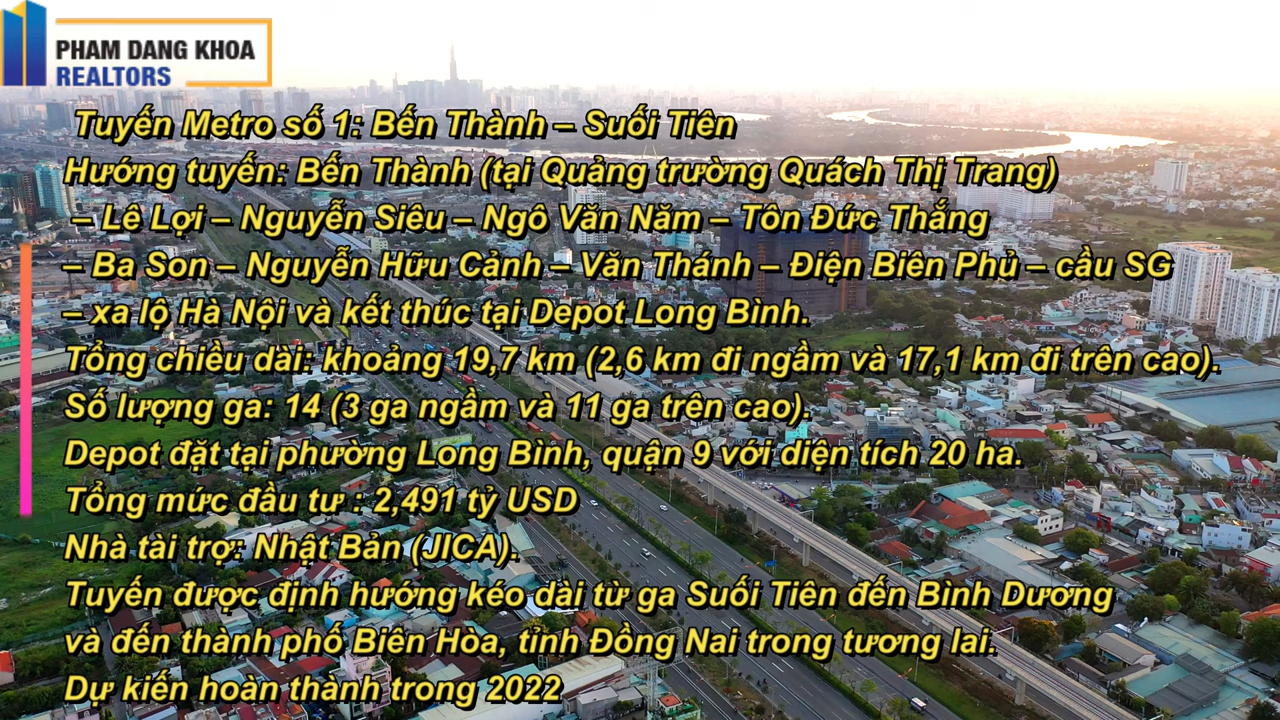 PHAM DANG KHOA
REALTORS
Tuyến Metro số 1: Bến Thành – Suối Tiên
Hướng tuyến: Bến Thành (tại Quảng trường Quách Thị Trang)
– Lê Lợi – Nguyễn Siêu – Ngô Văn Năm – Tôn Đức Thắng
– Ba Son – Nguyễn Hữu Cảnh – Văn Thánh – Điện Biên Phủ – cầu SG
– xa lộ Hà Nội và kết thúc tại Depot Long Bình.
Tổng chiều dài: khoảng 19,7 km (2,6 km đi ngầm và 17,1 km đi trên cao).
Số lượng ga: 14 (3 ga ngầm và 11 ga trên cao).
Depot đặt tại phường Long Bình, quận 9 với diện tích 20 ha.
Tổng mức đầu tư : 2,491 tỷ USD
Nhà tài trợ: Nhật Bản (JICA).
Tuyến được định hướng kéo dài từ ga Suối Tiên đến Bình Dương
và đến thành phố Biên Hòa, tỉnh Đồng Nai trong tương lai.
Dự kiến hoàn thành trong 2022